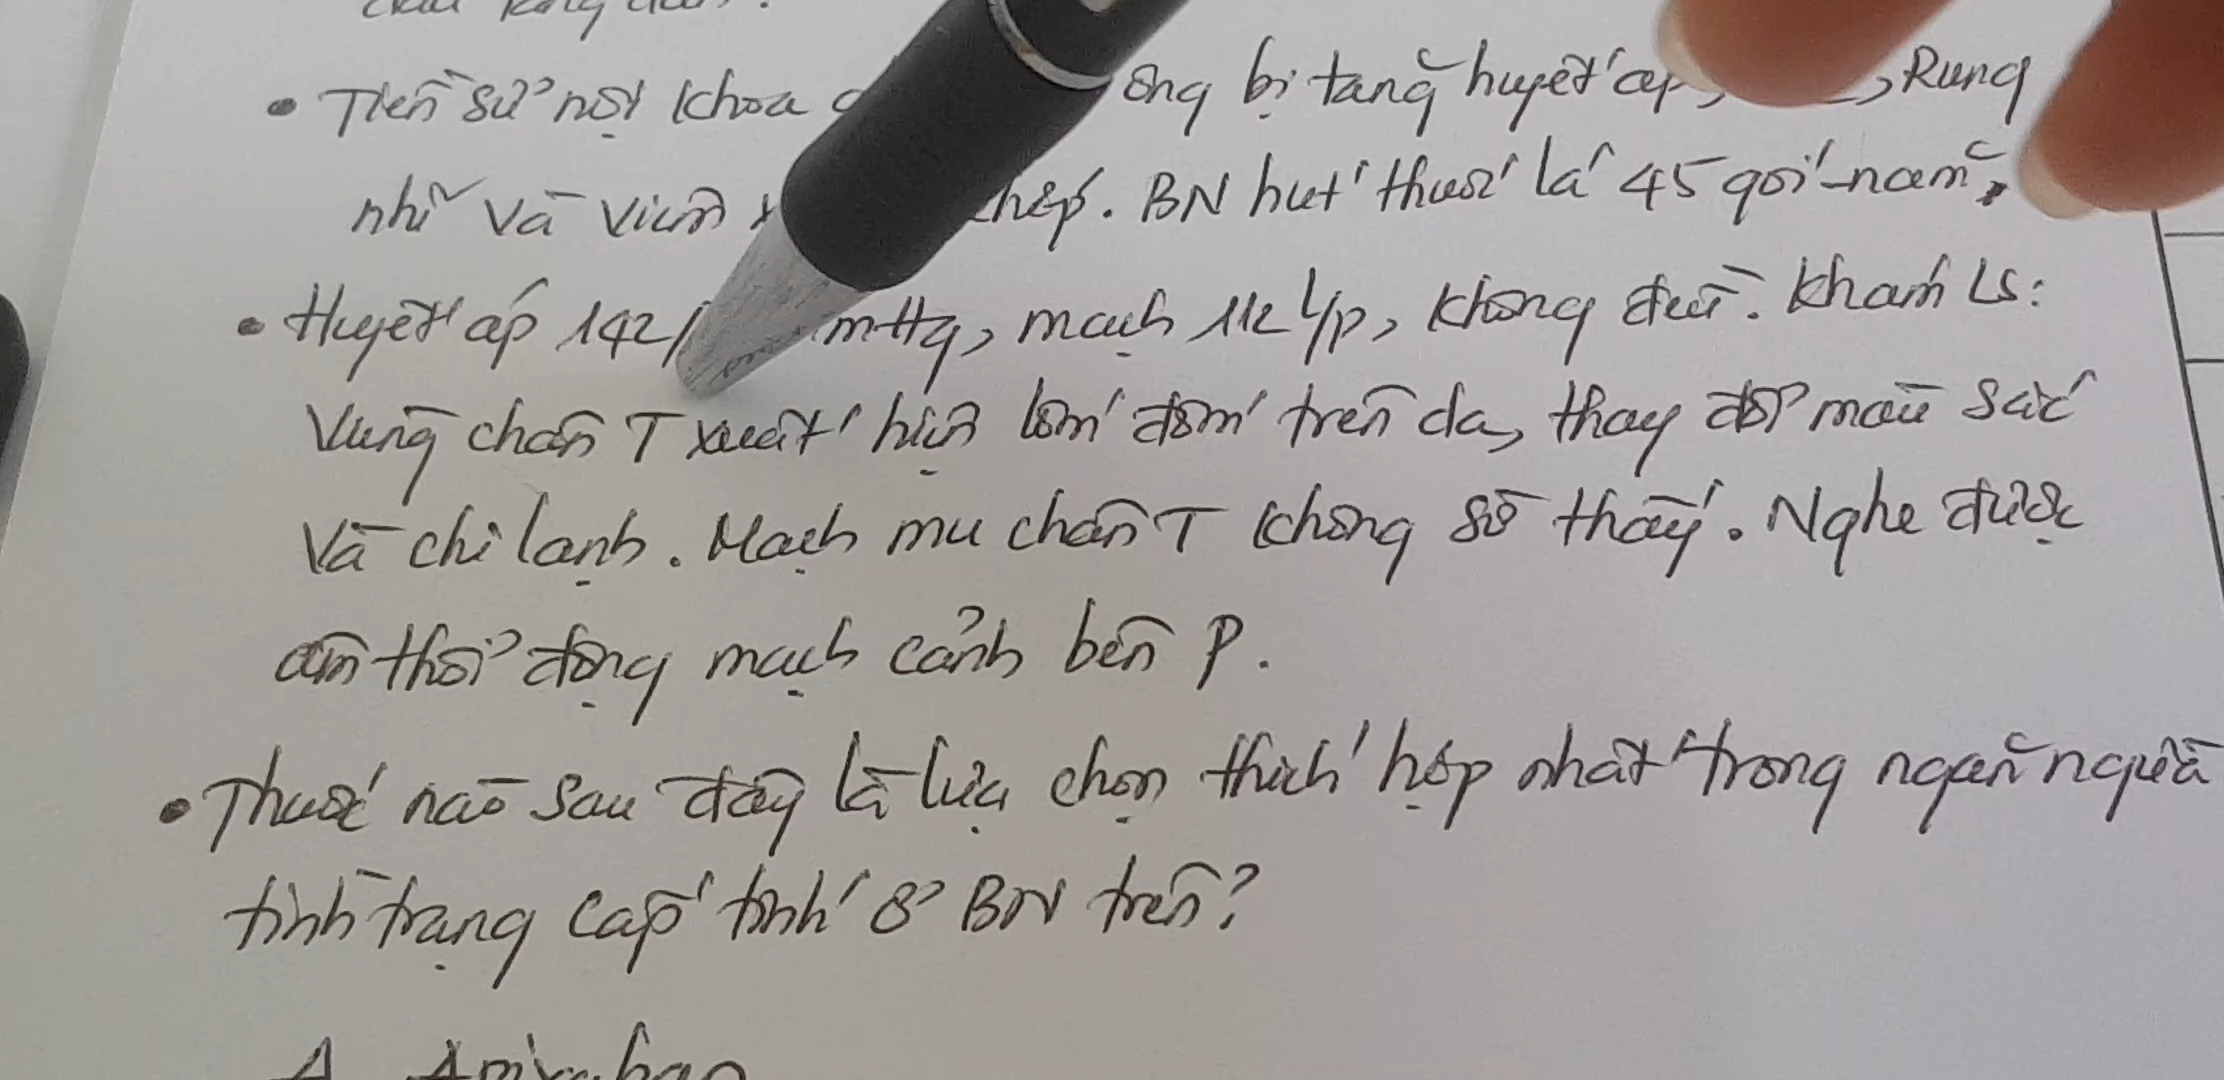 • Tiền sử nội khoa ông bị tăng huyết áp, Rung
nhĩ và viêm khớp. BN hút thuốc lá 45 gói-năm.
• Huyết áp 142/ mmHg, mạch 112 l/p, không đều. Khám LS:
Vùng chân T xuất hiện lốm đốm trên da, thay đổi màu sắc
và chi lạnh. Mạch mu chân T không sờ thấy. Nghe được
âm thổi động mạch cảnh bên P.
• Thuốc nào sau đây là lựa chọn thích hợp nhất trong ngăn ngừa
tình trạng cấp tính ở BN trên?
A. Apixaban